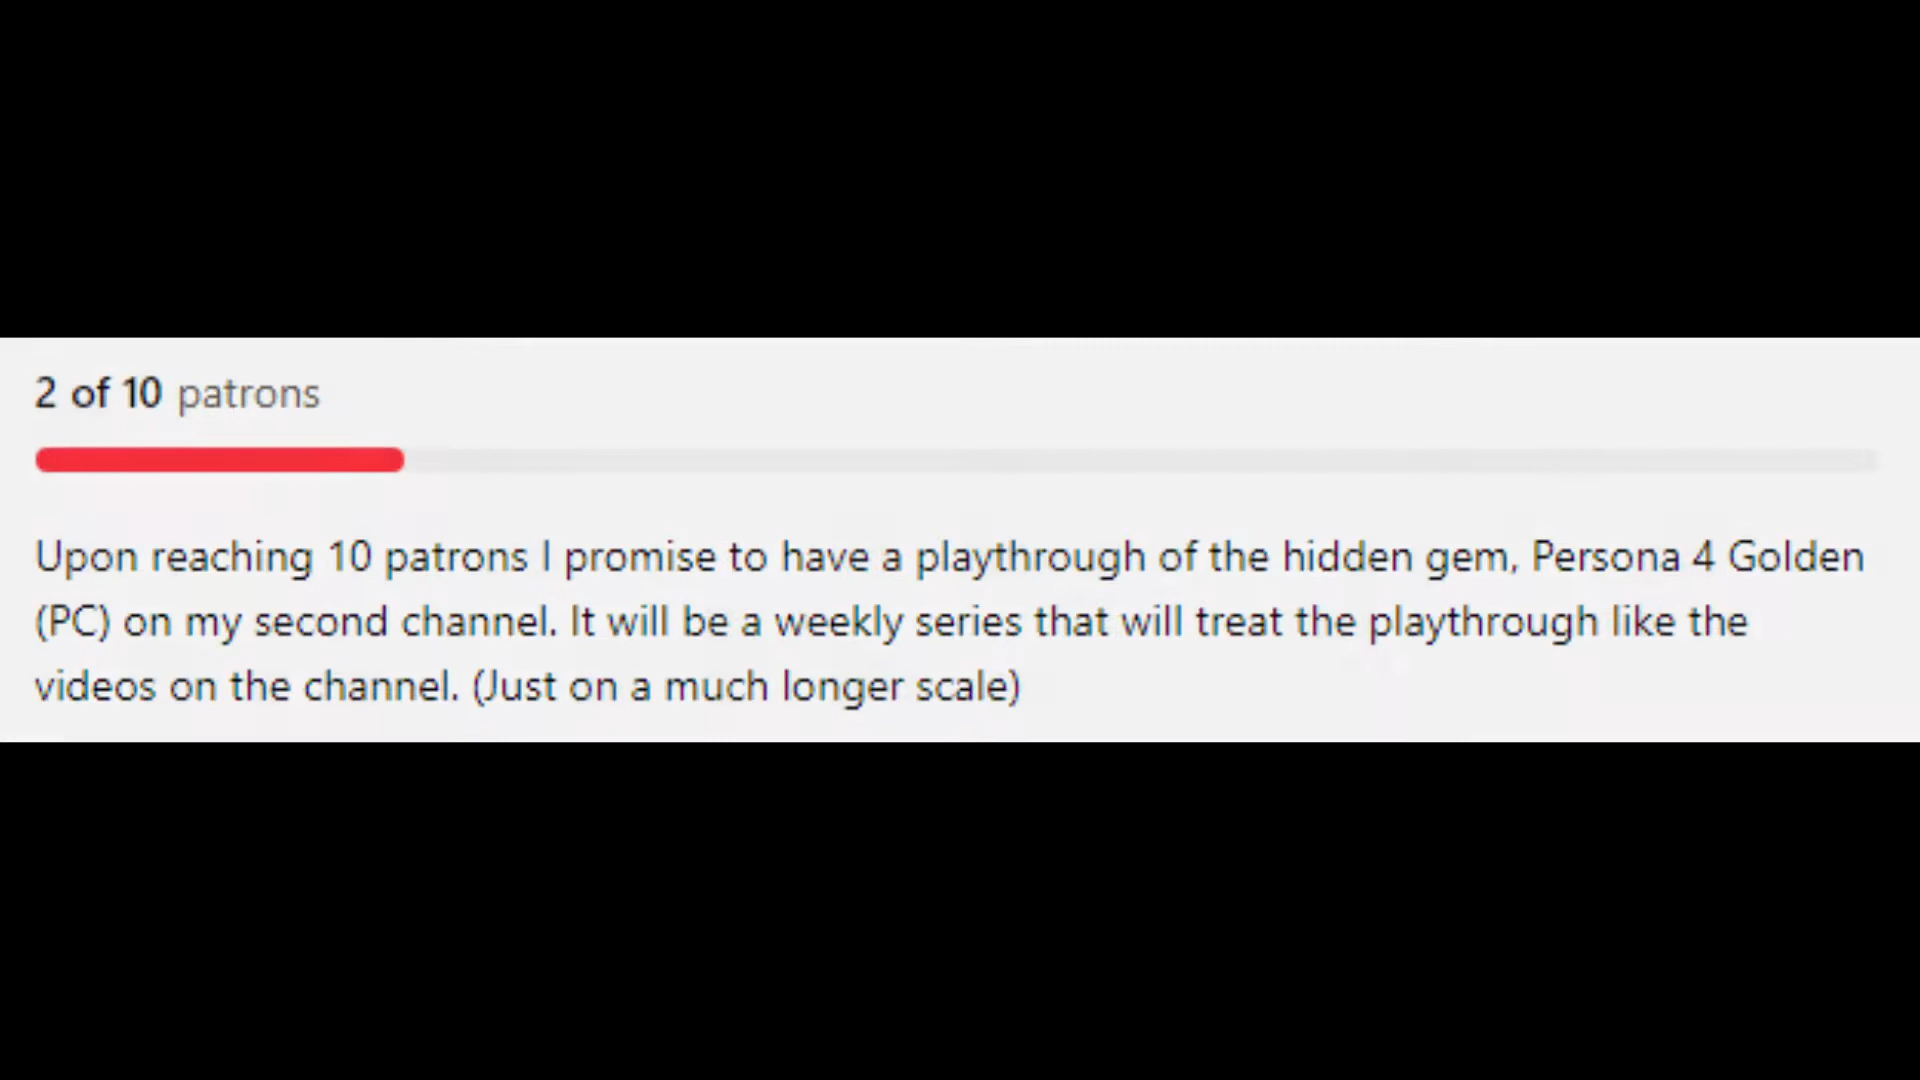 2 of 10 patrons
Upon reaching 10 patrons I promise to have a playthrough of the hidden gem, Persona 4 Golden
(PC) on my second channel. It will be a weekly series that will treat the playthrough like the
videos on the channel. (Just on a much longer scale)